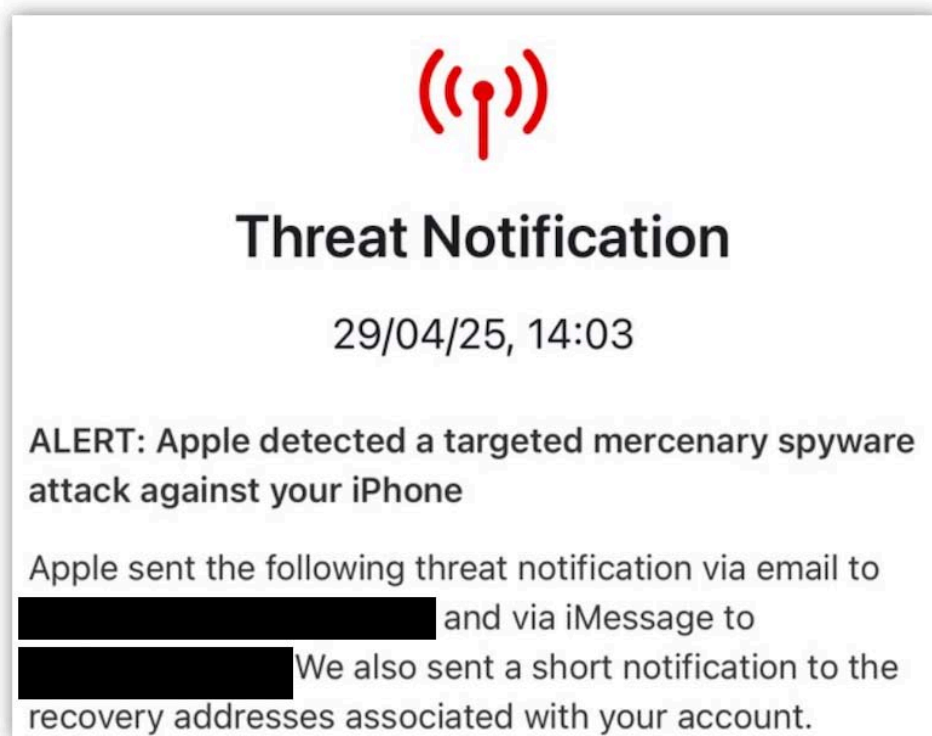 Threat Notification
29/04/25, 14:03
ALERT: Apple detected a targeted mercenary spyware
attack against your iPhone
Apple sent the following threat notification via email to
and via iMessage to
We also sent a short notification to the
recovery addresses associated with your account.